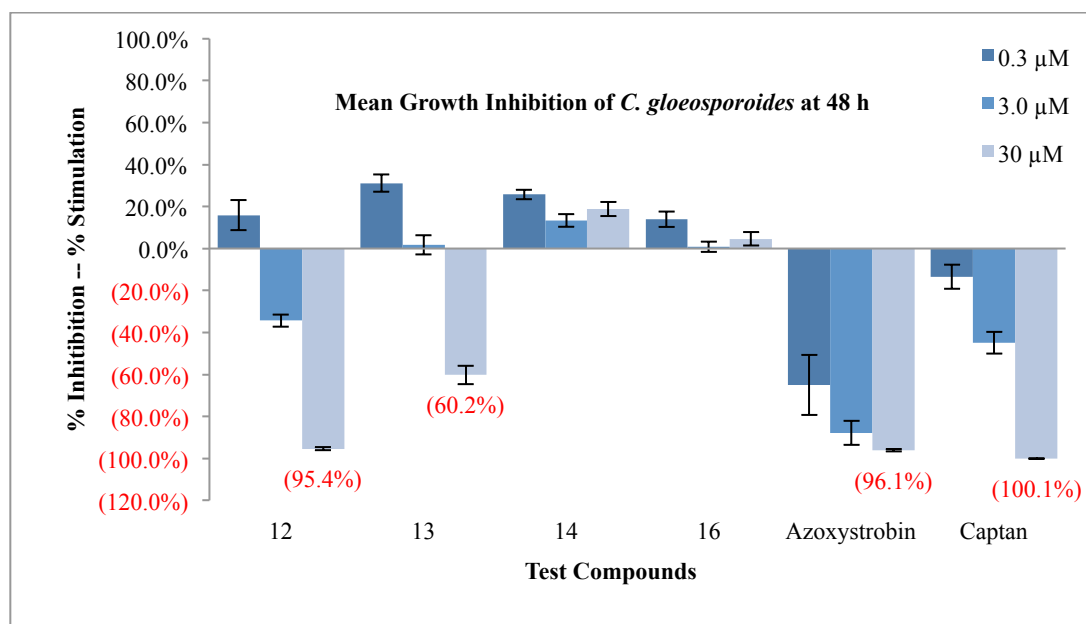 100.0%
80.0%
60.0%
40.0%
20.0%
0.0%
(20.0%)
(40.0%)
(60.0%)
(80.0%)
(100.0%)
(120.0%)
% Inhitibition -- % Stimulation
Mean Growth Inhibition of C. gloeosporoides at 48 h
0.3 µM
3.0 µM
30 µM
(95.4%)
(60.2%)
(96.1%)
(100.1%)
12 13 14 16 Azoxystrobin Captan
Test Compounds